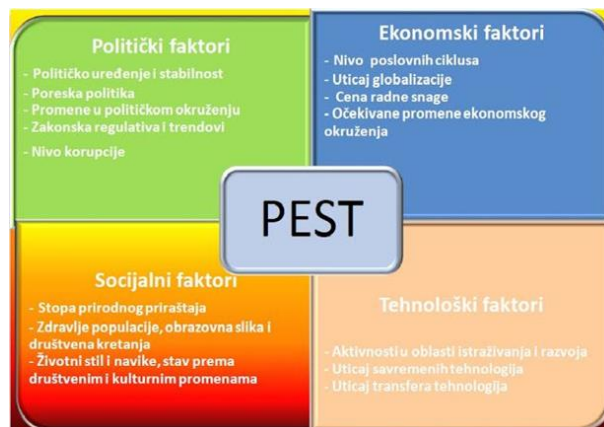 Politički faktori
- Političko uređenje i stabilnost
- Poreska politika
- Promene u političkom okruženju
- Zakonska regulativa i trendovi
- Nivo korupcije
Ekonomski faktori
- Nivo poslovnih ciklusa
- Uticaj globalizacije
- Cena radne snage
- Očekivane promene ekonomskog
okruženja
PEST
Socijalni faktori
- Stopa prirodnog priraštaja
- Zdravlje populacije, obrazovna slika i
društvena kretanja
- Životni stil i navike, stav prema
društvenim i kulturnim promenama
Tehnološki faktori
- Aktivnosti u oblasti istraživanja i razvoja
- Uticaj savremenih tehnologija
- Uticaj transfera tehnologija